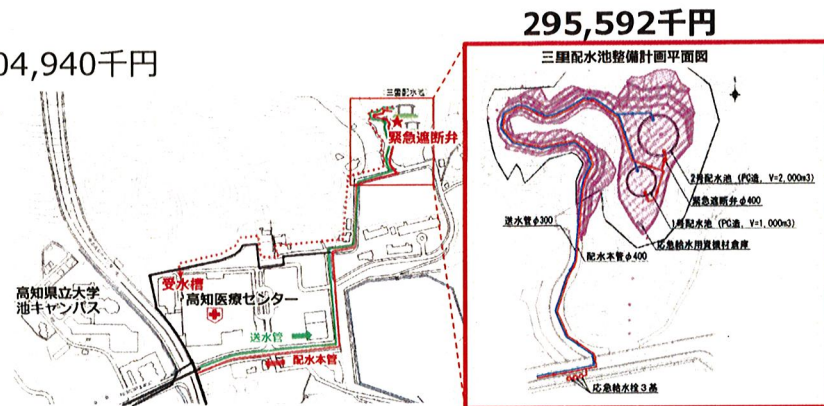 295,592千円
04,940千円
三里配水池
緊急遮断弁
受水槽
高知医療センター
高知県立大学
池キャンパス
送水管
配水本管
三里配水池整備計画平面図
2号配水池 (PC造, V=2,000m3)
緊急遮断弁φ400
1号配水池 (PC造, V=1,000m3)
応急給水用資機材倉庫
送水管φ300
配水本管φ400
応急給水栓3基